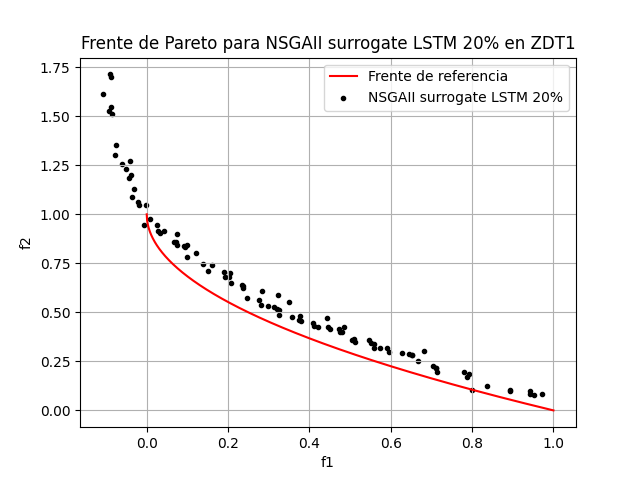 Frente de Pareto para NSGAII surrogate LSTM 20% en ZDT1
Frente de referencia
NSGAII surrogate LSTM 20%
1.75
1.50
1.25
1.00
0.75
0.50
0.25
0.00
f2
0.0 0.2 0.4 0.6 0.8 1.0
f1